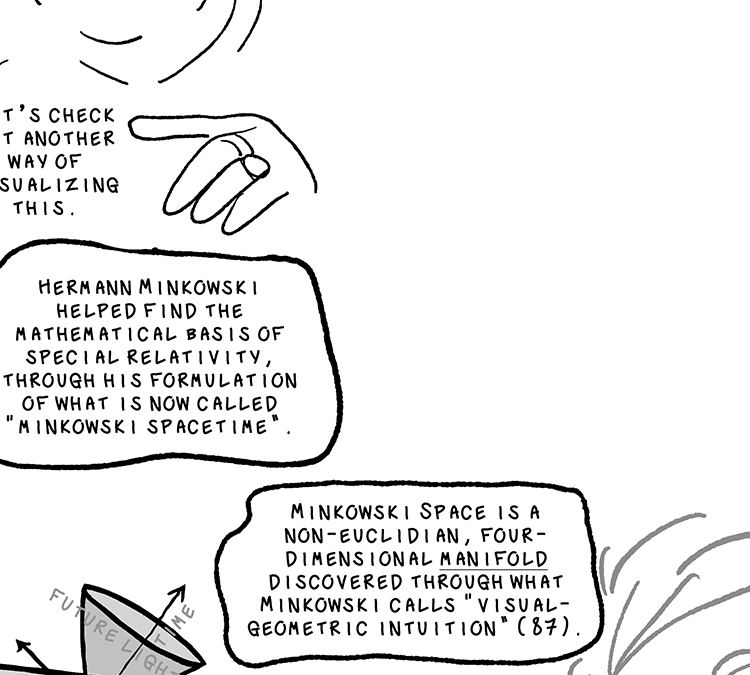 T'S CHECK
T ANOTHER
WAY OF
SUALIZING
THIS.
HERMANN MINKOWSKI
HELPED FIND THE
MATHEMATICAL BASIS OF
SPECIAL RELATIVITY,
THROUGH HIS FORMULATION
OF WHAT IS NOW CALLED
"MINKOWSKI SPACETIME".
MINKOWSKI SPACE IS A
NON-EUCLIDIAN, FOUR-
DIMENSIONAL MANIFOLD
DISCOVERED THROUGH WHAT
MINKOWSKI CALLS "VISUAL-
GEOMETRIC INTUITION" (87).
FUTURE LIGHT
TIME